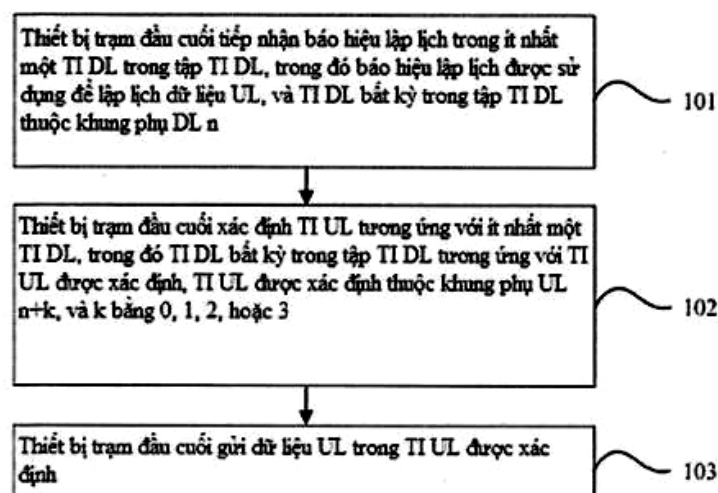 Thiết bị trạm đầu cuối tiếp nhận báo hiệu lập lịch trong ít nhất
một TI DL trong tập TI DL, trong đó báo hiệu lập lịch được sử
dụng để lập lịch dữ liệu UL, và TI DL bất kỳ trong tập TI DL
thuộc khung phụ DL n
101
Thiết bị trạm đầu cuối xác định TI UL tương ứng với ít nhất một
TI DL, trong đó TI DL bất kỳ trong tập TI DL tương ứng với TI
UL được xác định, TI UL được xác định thuộc khung phụ UL
n+k, và k bằng 0, 1, 2, hoặc 3
102
Thiết bị trạm đầu cuối gửi dữ liệu UL trong TI UL được xác
định
103